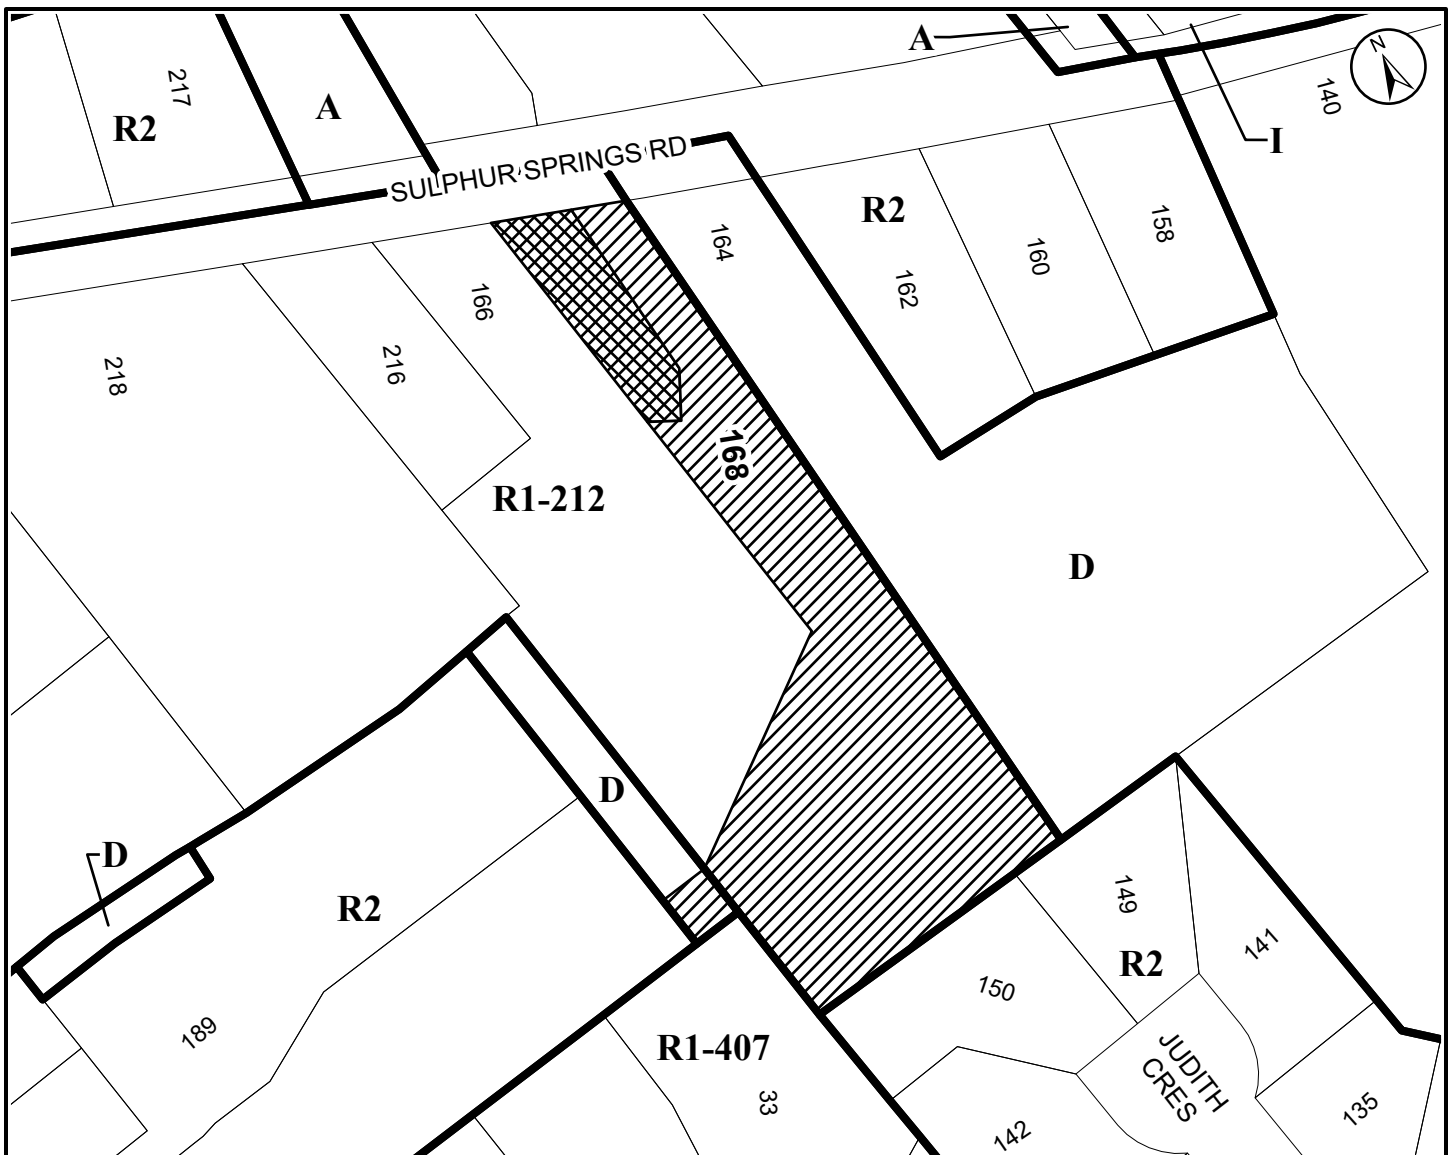 A
N
217
R2
A
140
I
SULPHUR SPRINGS RD
R2
164
158
160
162
166
218
216
168
R1-212
D
D
D
R2
149
R2
141
150
189
R1-407
JUDITH
CRES
33
142
135